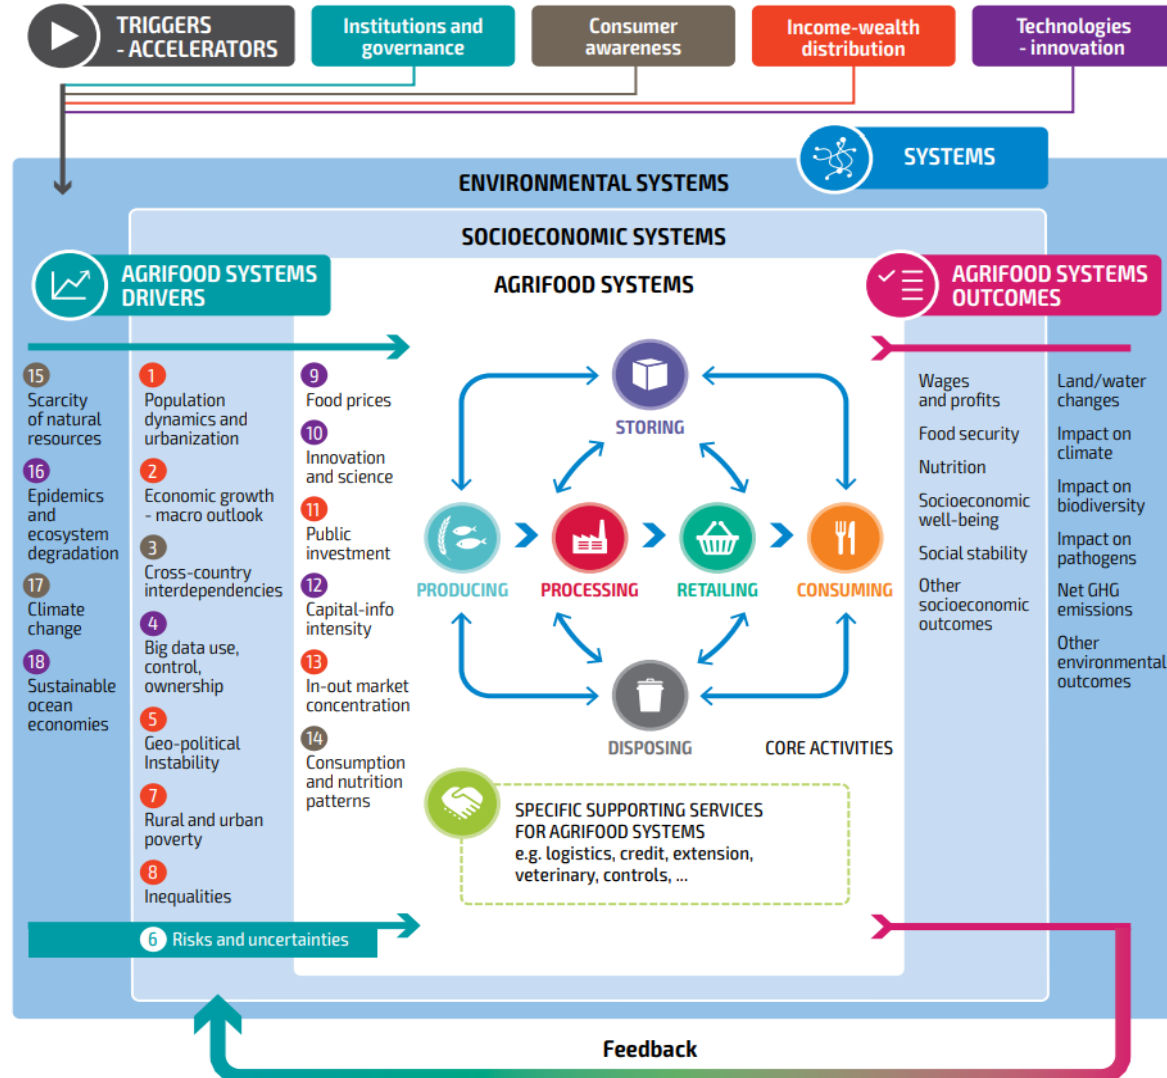 TRIGGERS
- ACCELERATORS
Institutions and
governance
Consumer
awareness
Income-wealth
distribution
Technologies
- innovation
SYSTEMS
ENVIRONMENTAL SYSTEMS
SOCIOECONOMIC SYSTEMS
AGRIFOOD SYSTEMS
AGRIFOOD SYSTEMS
DRIVERS
AGRIFOOD SYSTEMS
OUTCOMES
15
Scarcity
of natural
resources
16
Epidemics
and
ecosystem
degradation
17
Climate
change
18
Sustainable
ocean
economies
1
Population
dynamics and
urbanization
2
Economic growth
- macro outlook
3
Cross-country
interdependencies
4
Big data use,
control,
ownership
5
Geo-political
Instability
7
Rural and urban
poverty
8
Inequalities
6 Risks and uncertainties
9
Food prices
10
Innovation
and science
11
Public
investment
12
Capital-info
intensity
13
In-out market
concentration
14
Consumption
and nutrition
patterns
STORING
PRODUCING
PROCESSING
RETAILING
CONSUMING
DISPOSING
CORE ACTIVITIES
SPECIFIC SUPPORTING SERVICES
FOR AGRIFOOD SYSTEMS
e.g. logistics, credit, extension,
veterinary, controls, ...
Wages
and profits
Food security
Nutrition
Socioeconomic
well-being
Social stability
Other
socioeconomic
outcomes
Land/water
changes
Impact on
climate
Impact on
biodiversity
Impact on
pathogens
Net GHG
emissions
Other
environmental
outcomes
Feedback